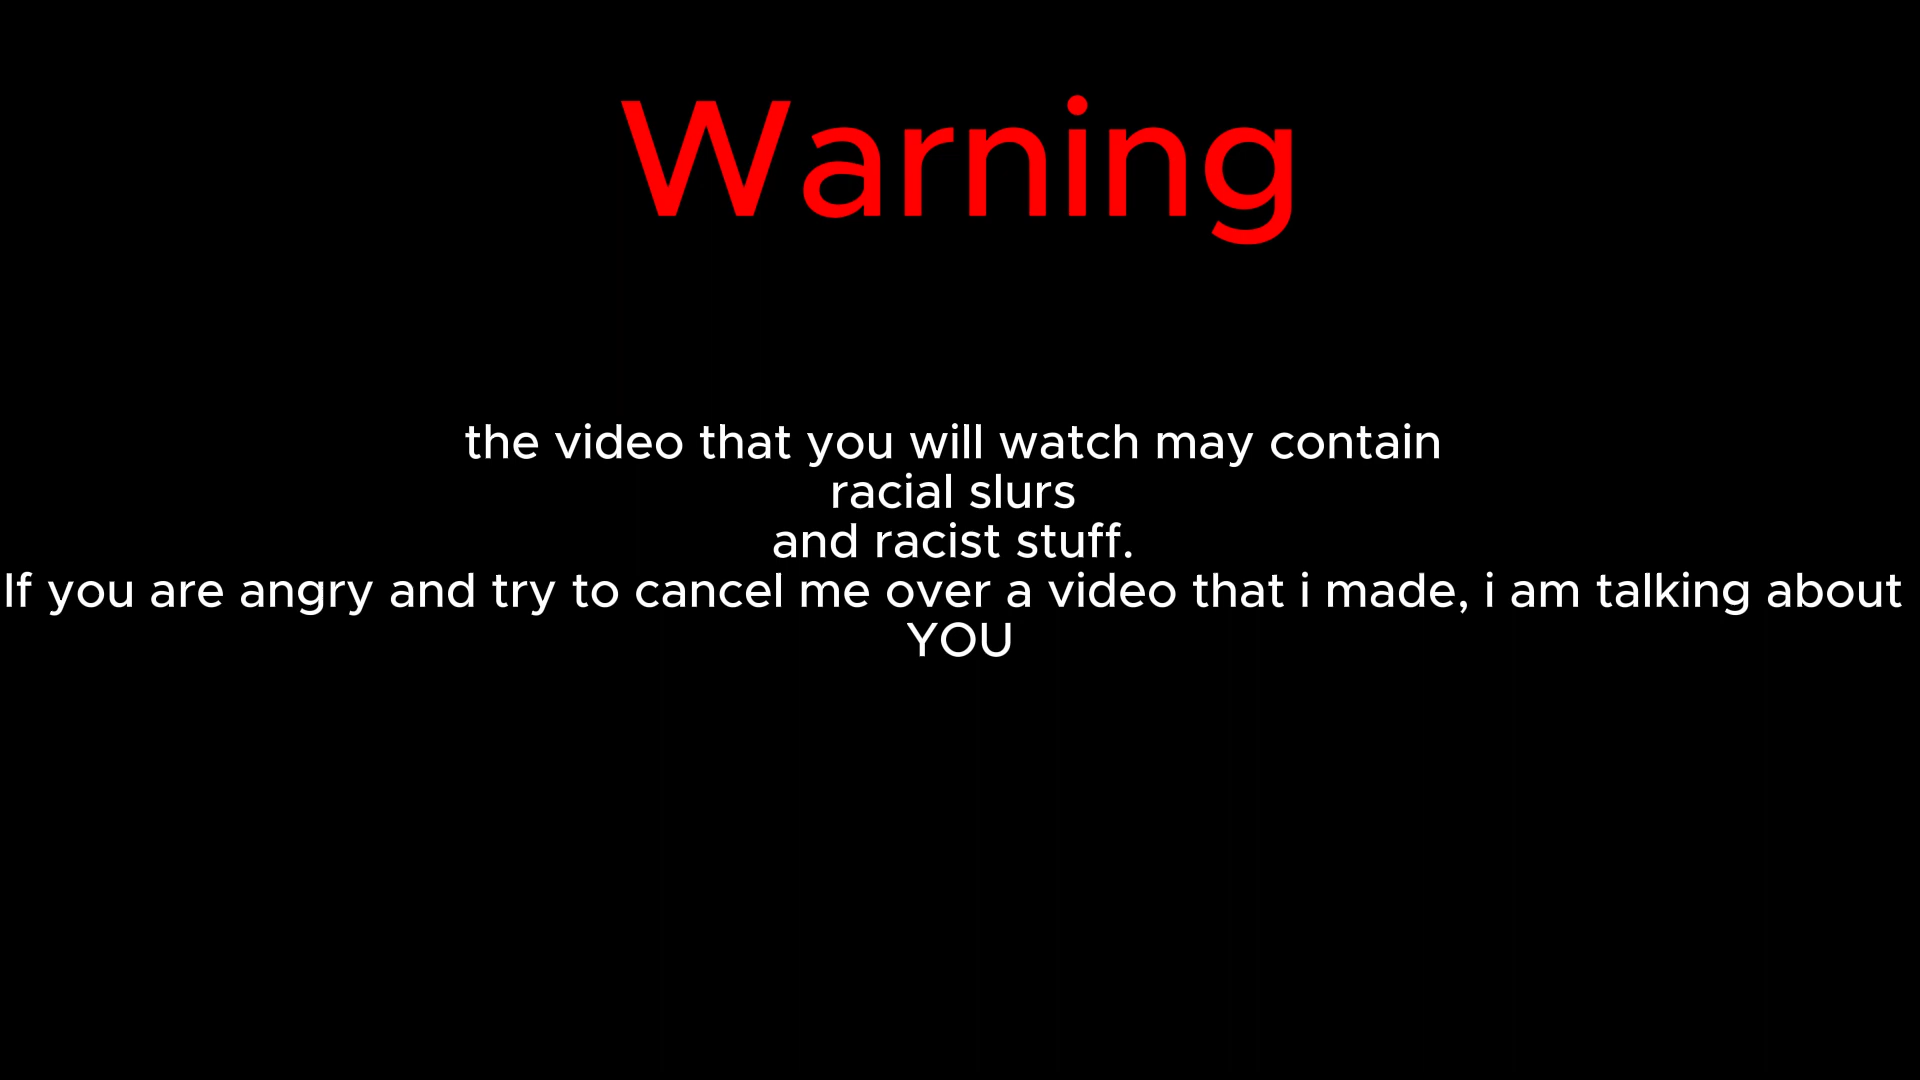 Warning
the video that you will watch may contain
racial slurs
and racist stuff.
If you are angry and try to cancel me over a video that i made, i am talking about
YOU